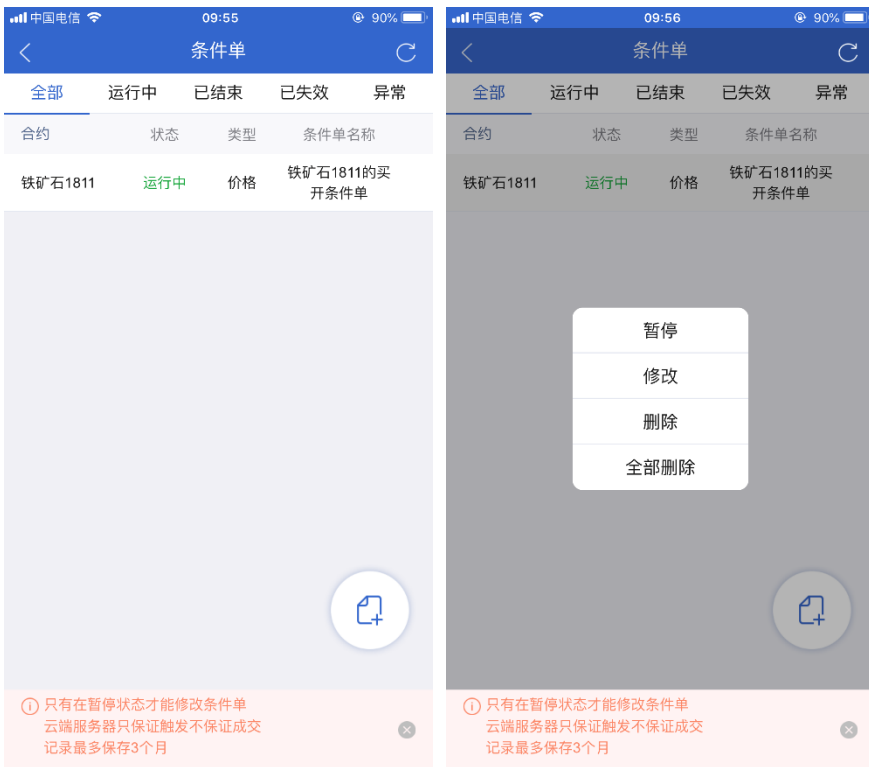 中国电信 09:55 90%
条件单
全部 运行中 已结束 已失效 异常
合约 状态 类型 条件单名称
铁矿石1811 运行中 价格 铁矿石1811的买
开条件单
只有在暂停状态才能修改条件单
云端服务器只保证触发不保证成交
记录最多保存3个月
中国电信 09:56 90%
条件单
全部 运行中 已结束 已失效 异常
合约 状态 类型 条件单名称
铁矿石1811 运行中 价格 铁矿石1811的买
开条件单
暂停
修改
删除
全部删除
只有在暂停状态才能修改条件单
云端服务器只保证触发不保证成交
记录最多保存3个月